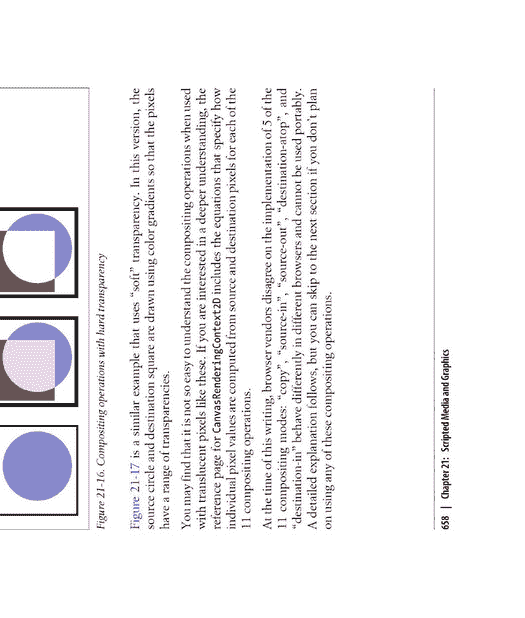 Figure 21-16. Compositing operations with hard transparency
Figure 21-17 is a similar example that uses “soft” transparency. In this version, the
source circle and destination square are drawn using color gradients so that the pixels
have a range of transparencies.
You may find that it is not so easy to understand the compositing operations when used
with translucent pixels like these. If you are interested in a deeper understanding, the
reference page for CanvasRenderingContext2D includes the equations that specify how
individual pixel values are computed from source and destination pixels for each of the
11 compositing operations.
At the time of this writing, browser vendors disagree on the implementation of 5 of the
11 compositing modes: “copy”, “source-in”, “source-out”, “destination-atop”, and
“destination-in” behave differently in different browsers and cannot be used portably.
A detailed explanation follows, but you can skip to the next section if you don’t plan
on using any of these compositing operations.
658 | Chapter 21: Scripted Media and Graphics